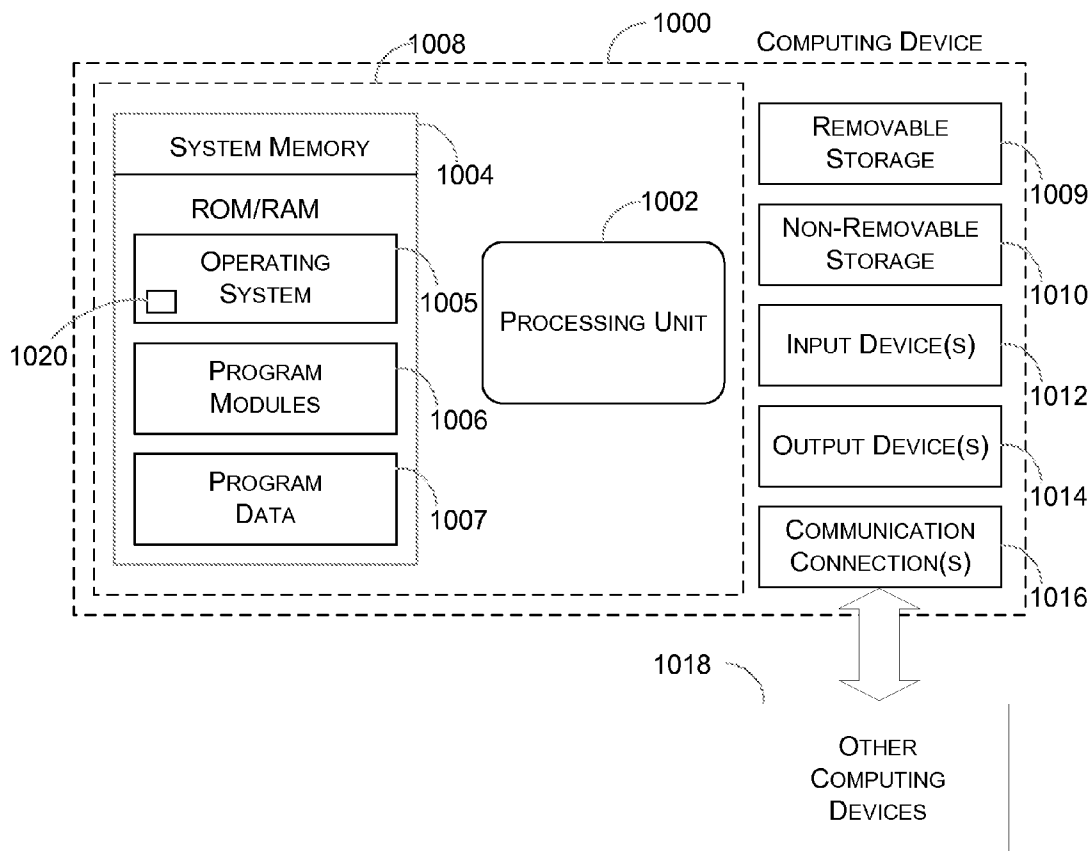 1000
COMPUTING DEVICE
1008
SYSTEM MEMORY
1004
ROM/RAM
OPERATING
SYSTEM
1005
1020
PROGRAM
MODULES
1006
PROGRAM
DATA
1007
1002
PROCESSING UNIT
REMOVABLE
STORAGE
1009
NON-REMOVABLE
STORAGE
1010
INPUT DEVICE(S)
1012
OUTPUT DEVICE(S)
1014
COMMUNICATION
CONNECTION(S)
1016
1018
OTHER
COMPUTING
DEVICES